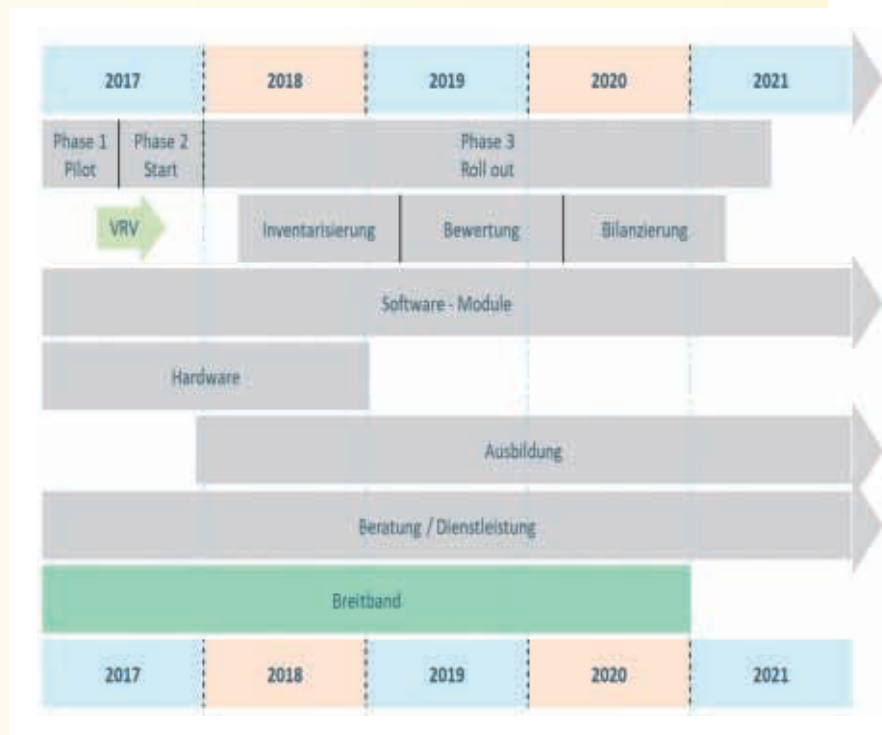 2017 2018 2019 2020 2021
Phase 1 Phase 2 Phase 3
Pilot Start Roll out
VRV Inventarisierung Bewertung Bilanzierung
Software - Module
Hardware
Ausbildung
Beratung / Dienstleistung
Breitband
2017 2018 2019 2020 2021